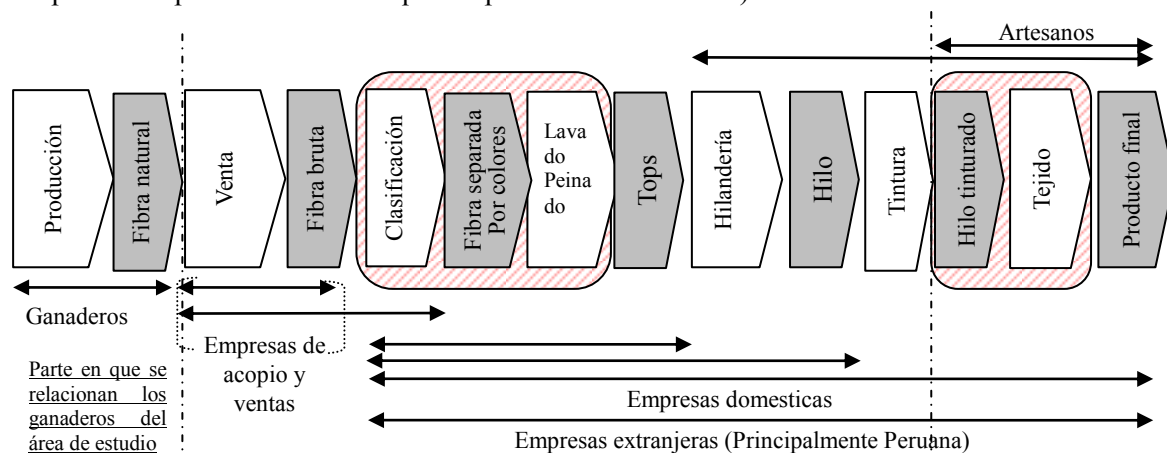 Artesanos
Producción
Fibra natural
Venta
Fibra bruta
Clasificación
Fibra separada
Por colores
Lava
do
Peina
do
Tops
Hilandería
Hilo
Tintura
Hilo tinturado
Tejido
Producto final
Ganaderos
Parte en que se
relacionan los
ganaderos del
área de estudio
Empresas de
acopio y
ventas
Empresas domesticas
Empresas extranjeras (Principalmente Peruana)